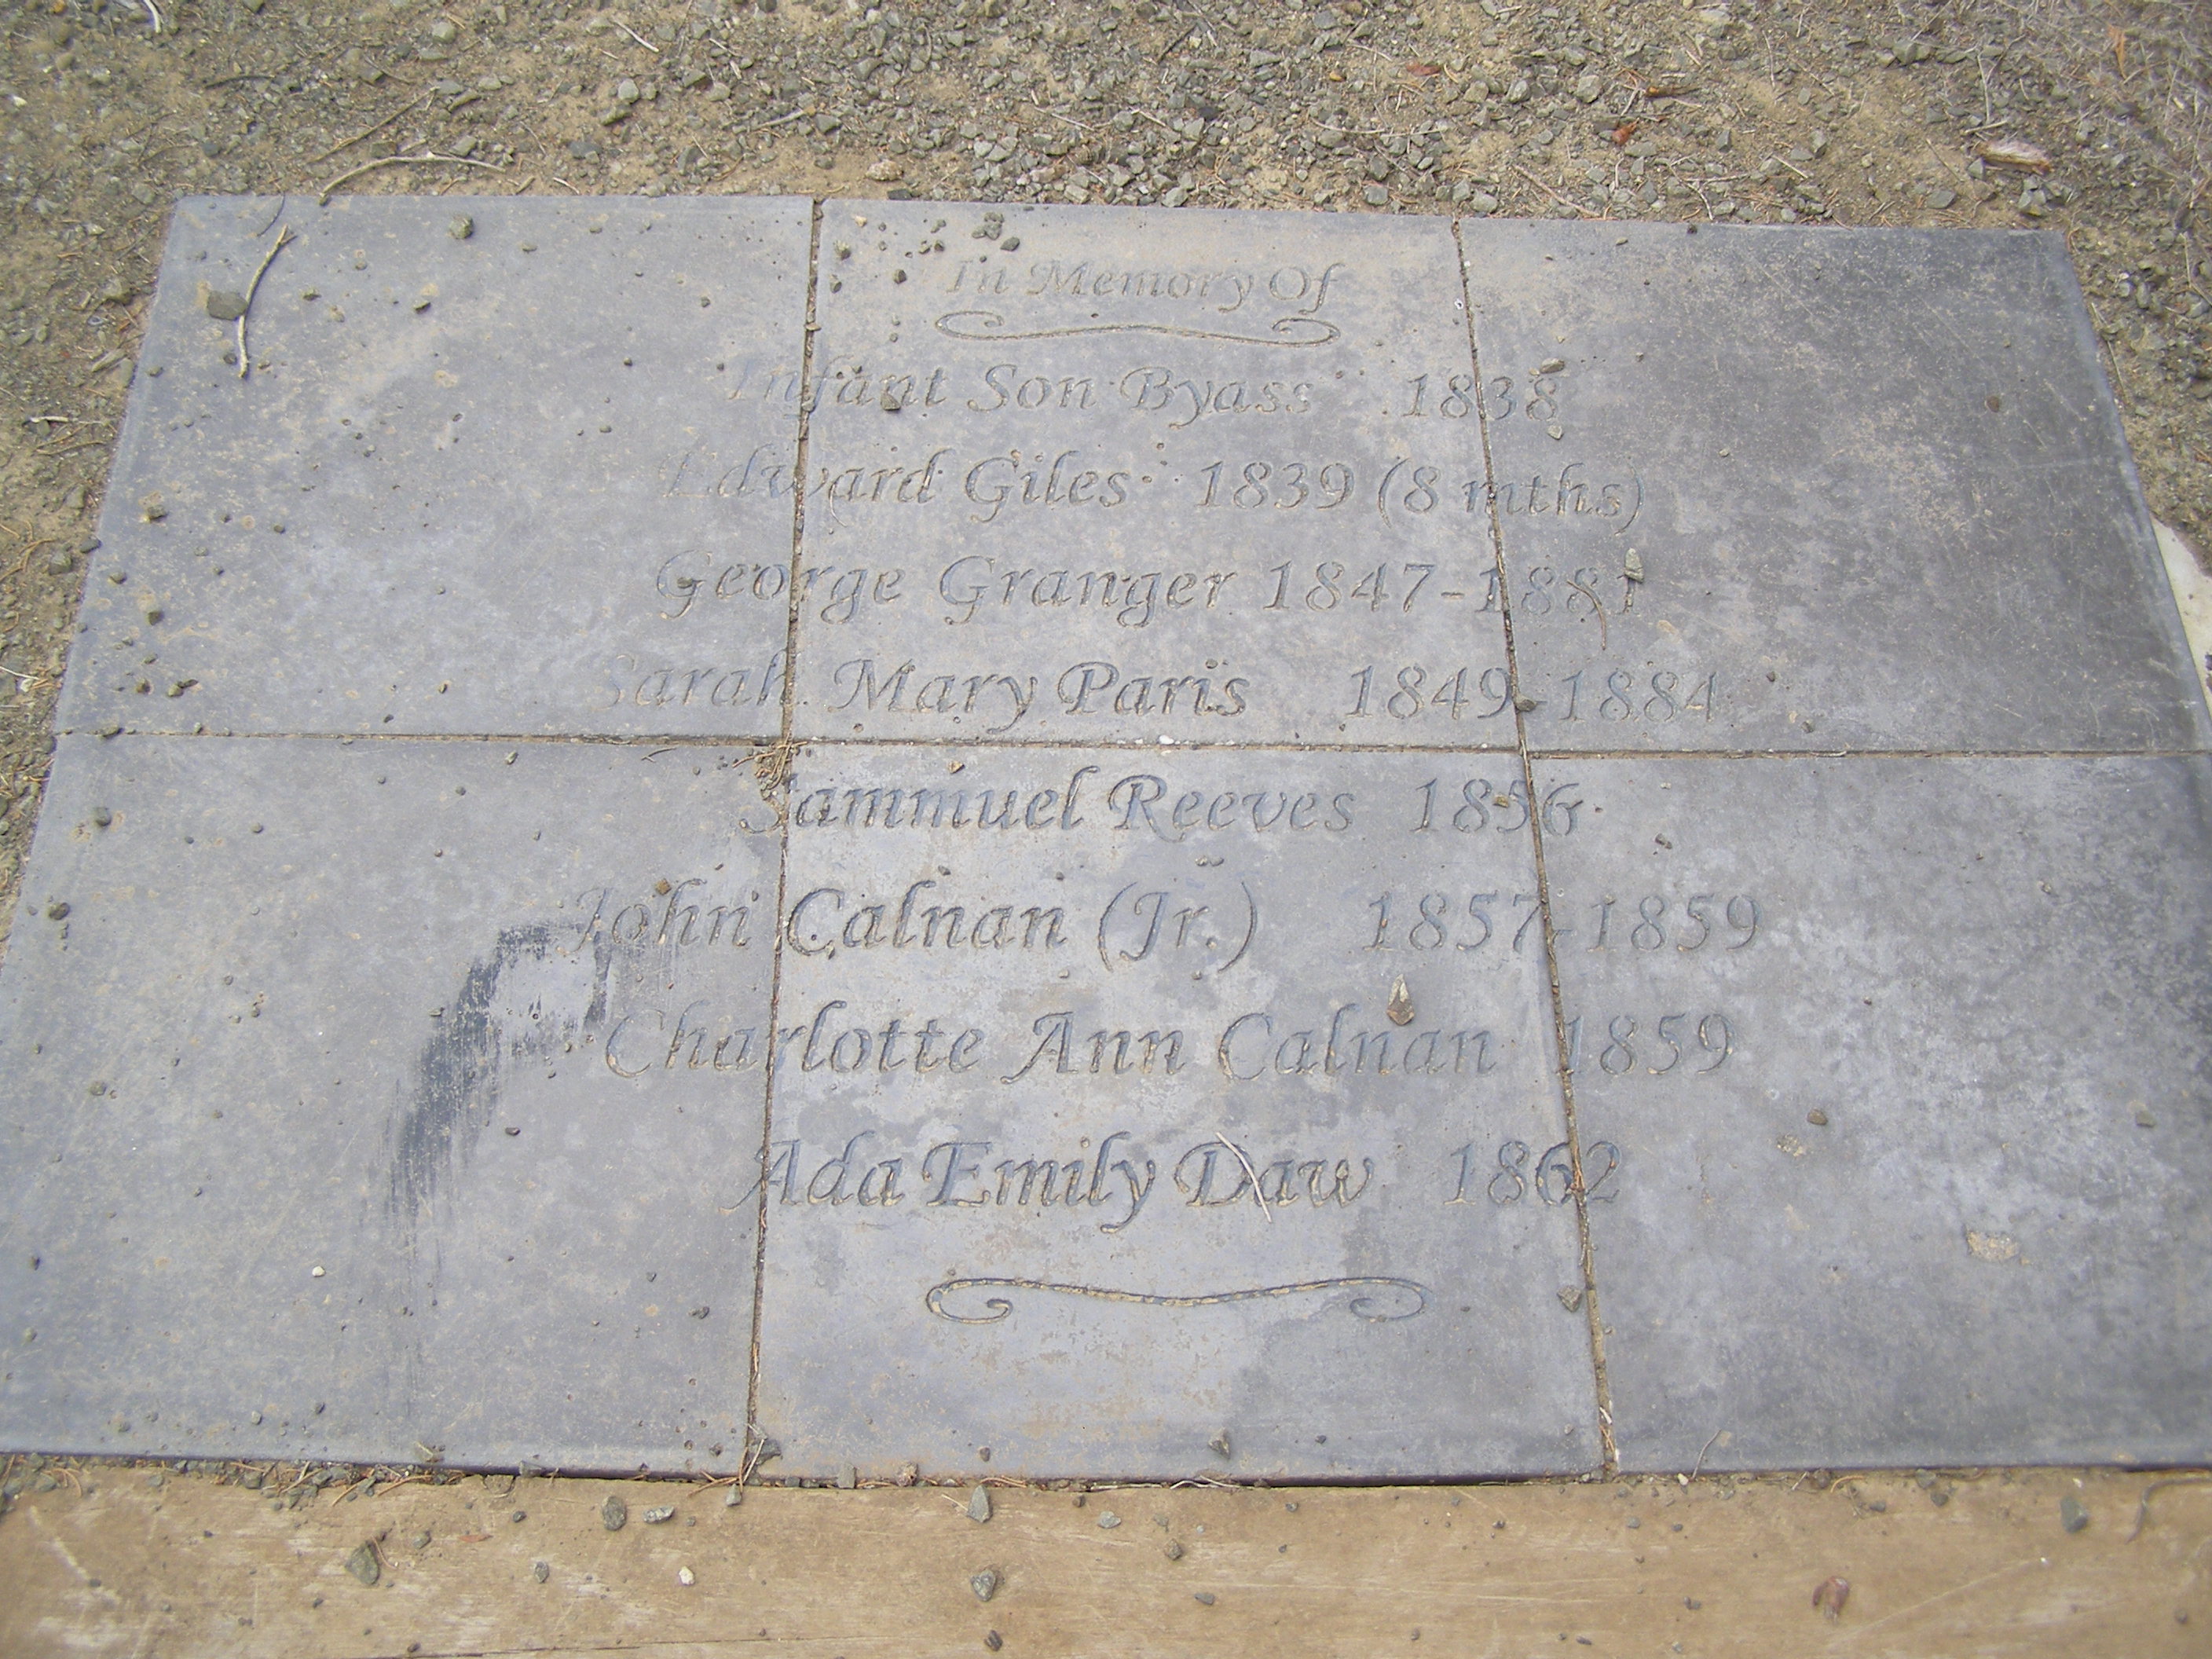 In Memory Of
Infant Son Byass 1838
Edward Giles 1839 (8 mths)
George Granger 1847-1881
Sarah Mary Paris 1849-1884
Sammuel Reeves 1856
John Calnan (Jr.) 1857-1859
Charlotte Ann Calnan 1859
Ada Emily Daw 1862